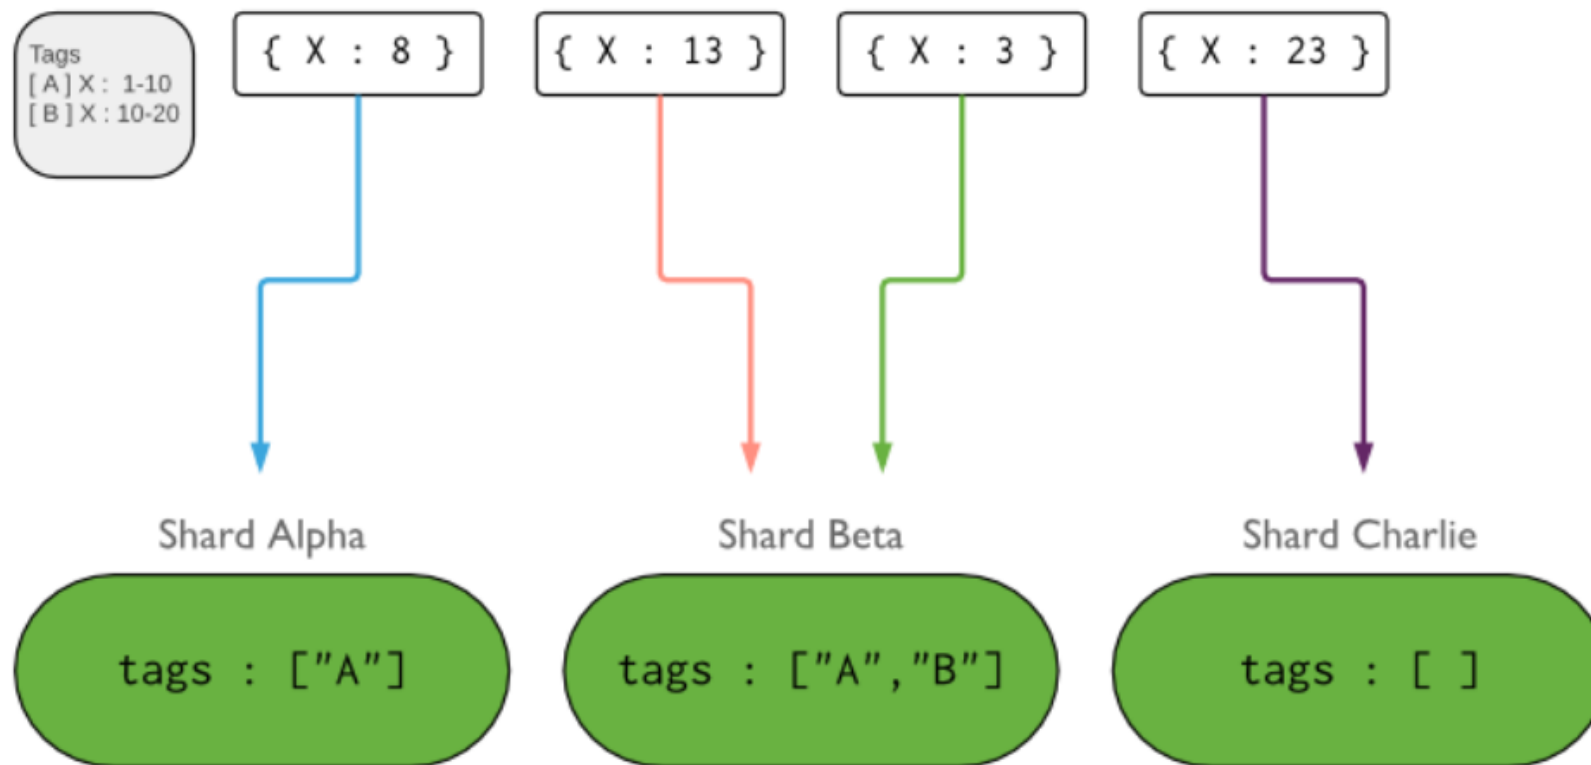 Tags
[ A ] X :  1-10
[ B ] X : 10-20
{ X : 8 }
{ X : 13 }
{ X : 3 }
{ X : 23 }
Shard Alpha
Shard Beta
Shard Charlie
tags : ["A"]
tags : ["A","B"]
tags : [ ]